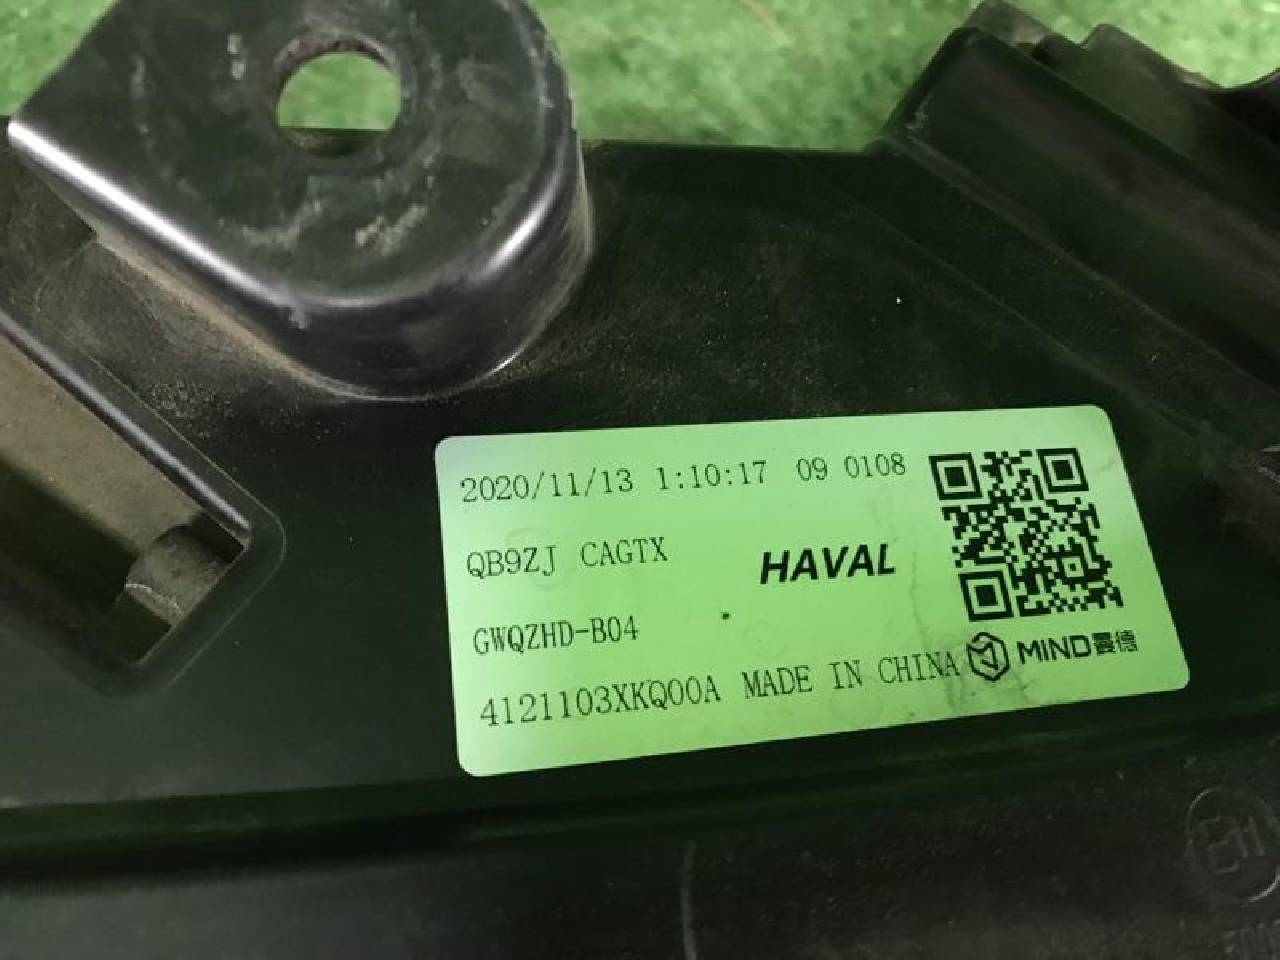 2020/11/13 1:10:17 09 0108
QB9ZJ CAGTX
HAVAL
GWQZHD-B04
4121103XKQ00A MADE IN CHINA
MIND曼德